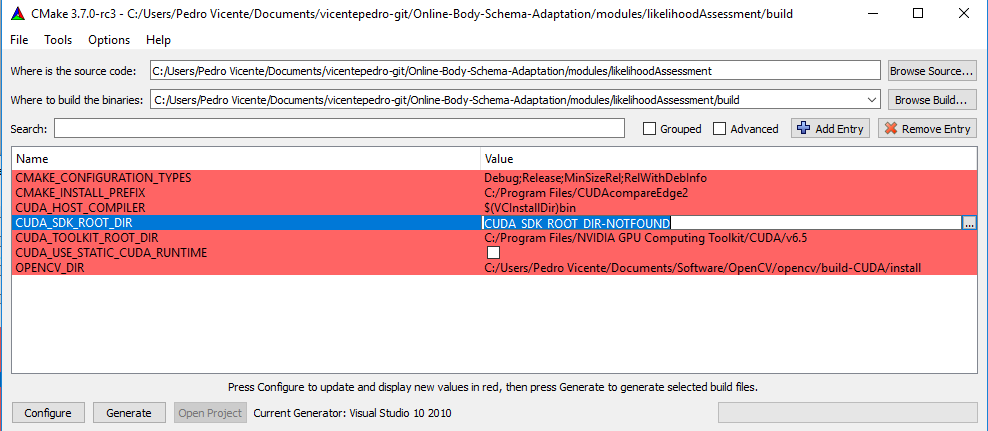 CMake 3.7.0-rc3 - C:/Users/Pedro Vicente/Documents/vicentepedro-git/Online-Body-Schema-Adaptation/modules/likelihoodAssessment/build
File Tools Options Help
Where is the source code: C:/Users/Pedro Vicente/Documents/vicentepedro-git/Online-Body-Schema-Adaptation/modules/likelihoodAssessment Browse Source...
Where to build the binaries: C:/Users/Pedro Vicente/Documents/vicentepedro-git/Online-Body-Schema-Adaptation/modules/likelihoodAssessment/build Browse Build...
Search: Grouped Advanced Add Entry Remove Entry
Name Value
CMAKE_CONFIGURATION_TYPES Debug;Release;MinSizeRel;RelWithDebInfo
CMAKE_INSTALL_PREFIX C:/Program Files/CUDAcompareEdge2
CUDA_HOST_COMPILER $(VCInstallDir)bin
CUDA_SDK_ROOT_DIR CUDA_SDK_ROOT_DIR-NOTFOUND ...
CUDA_TOOLKIT_ROOT_DIR C:/Program Files/NVIDIA GPU Computing Toolkit/CUDA/v6.5
CUDA_USE_STATIC_CUDA_RUNTIME
OPENCV_DIR C:/Users/Pedro Vicente/Documents/Software/OpenCV/opencv/build-CUDA/install
Press Configure to update and display new values in red, then press Generate to generate selected build files.
Configure Generate Open Project Current Generator: Visual Studio 10 2010